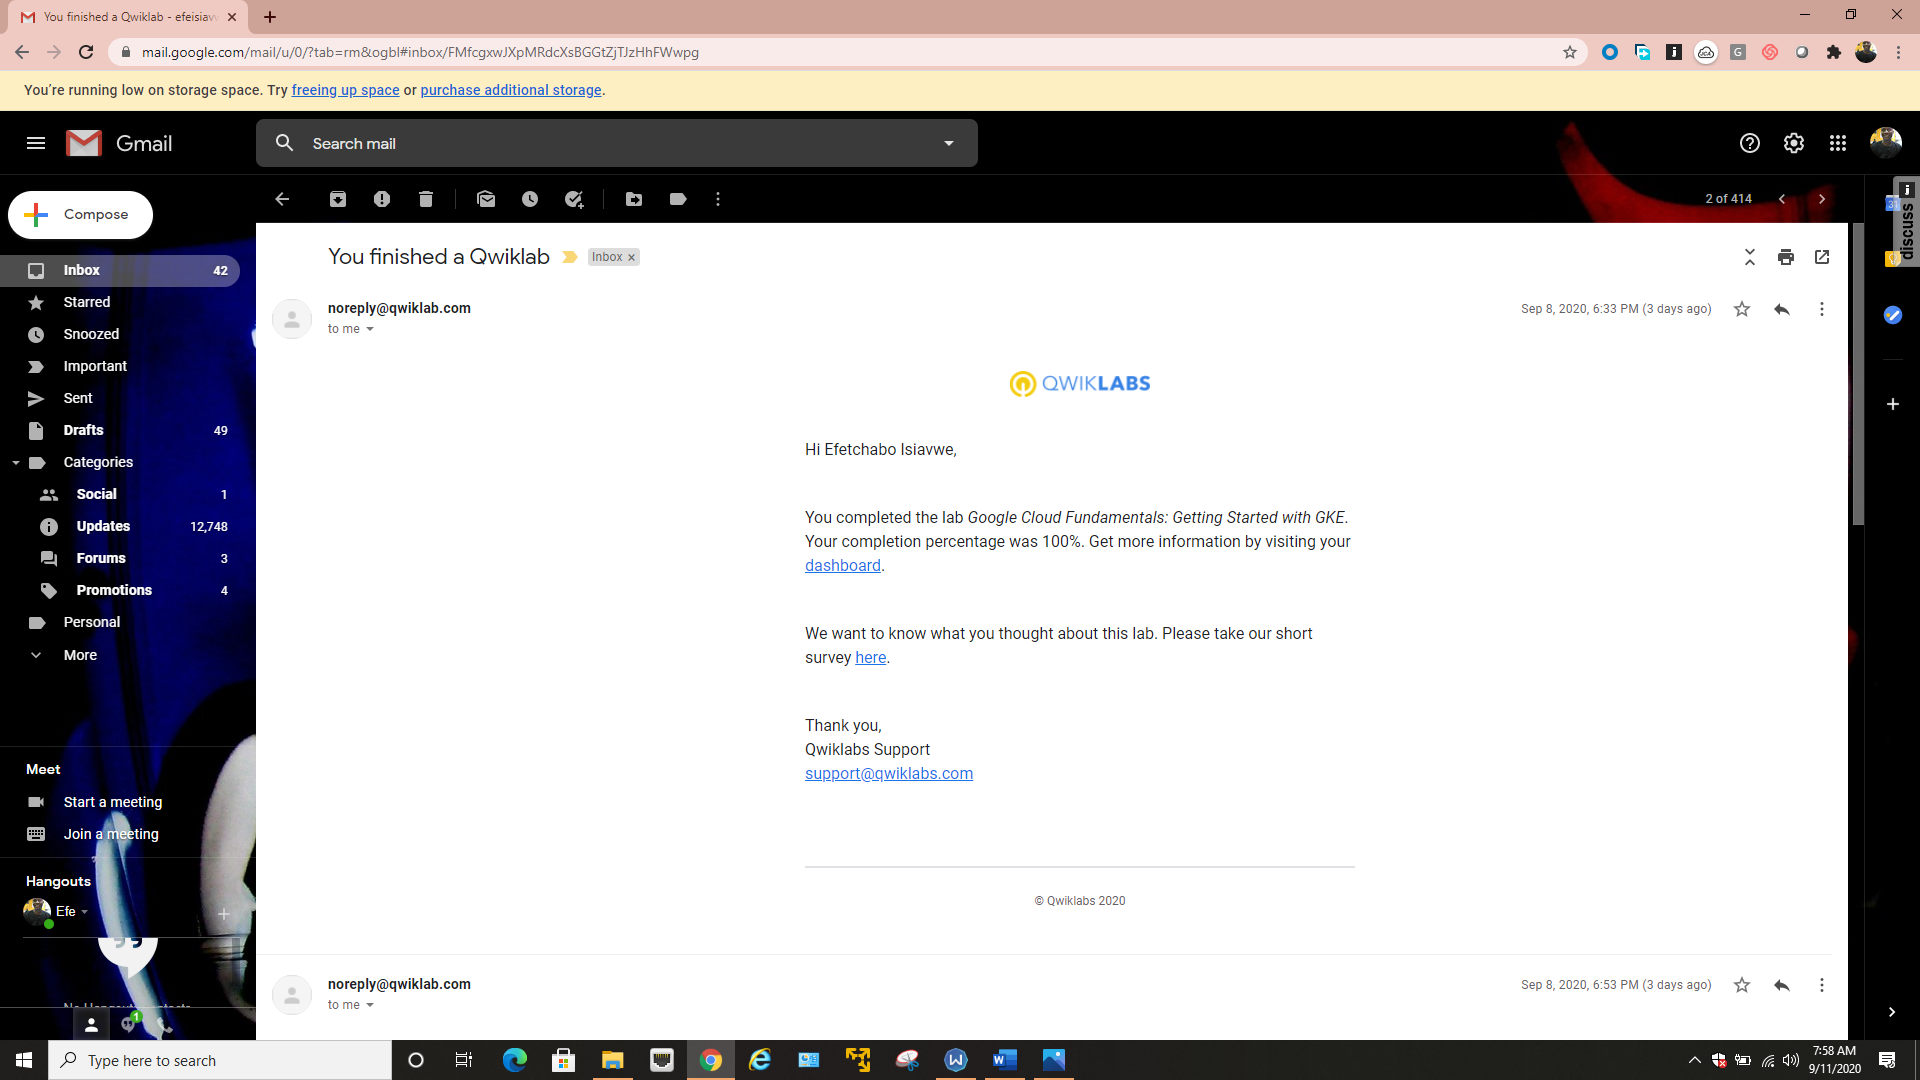 You finished a Qwiklab - efeisiavv
mail.google.com/mail/u/0/?tab=rm&ogbl#inbox/FMfcgxwJXpMRdcXsBGGtZjTJzHhFWwpg
You're running low on storage space. Try freeing up space or purchase additional storage.
Gmail
Search mail
Compose
2 of 414
Inbox 42
Starred
Snoozed
Important
Sent
Drafts 49
Categories
Social 1
Updates 12,748
Forums 3
Promotions 4
Personal
More
Meet
Start a meeting
Join a meeting
Hangouts
Efe
1
You finished a Qwiklab Inbox x
noreply@qwiklab.com
to me
Sep 8, 2020, 6:33 PM (3 days ago)
QWIKLABS
Hi Efetchabo Isiavwe,
You completed the lab Google Cloud Fundamentals: Getting Started with GKE.
Your completion percentage was 100%. Get more information by visiting your
dashboard.
We want to know what you thought about this lab. Please take our short
survey here.
Thank you,
Qwiklabs Support
support@qwiklabs.com
© Qwiklabs 2020
noreply@qwiklab.com
to me
Sep 8, 2020, 6:53 PM (3 days ago)
discuss
31
Type here to search
7:58 AM
9/11/2020